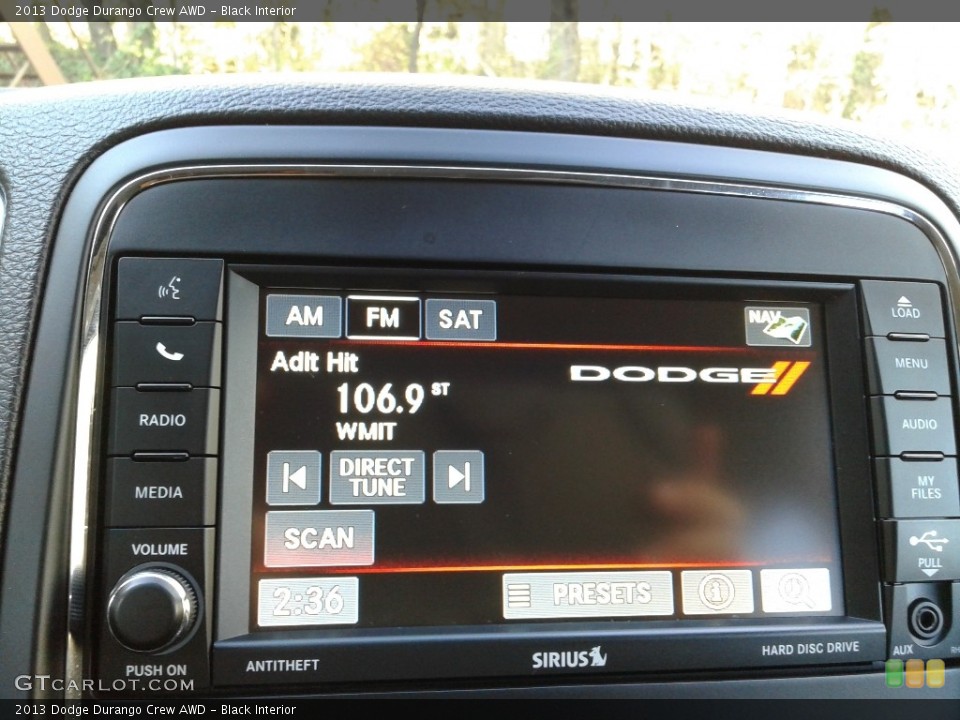 2013 Dodge Durango Crew AWD - Black Interior
AM FM SAT NAV
Adlt Hit
106.9 ST
WMIT
DODGE
DIRECT
TUNE
SCAN
2:36 PRESETS
RADIO
MEDIA
VOLUME
PUSH ON
LOAD
MENU
AUDIO
MY
FILES
PULL
AUX
ANTITHEFT
SIRIUS
HARD DISC DRIVE
GTCARLOT.COM
2013 Dodge Durango Crew AWD - Black Interior